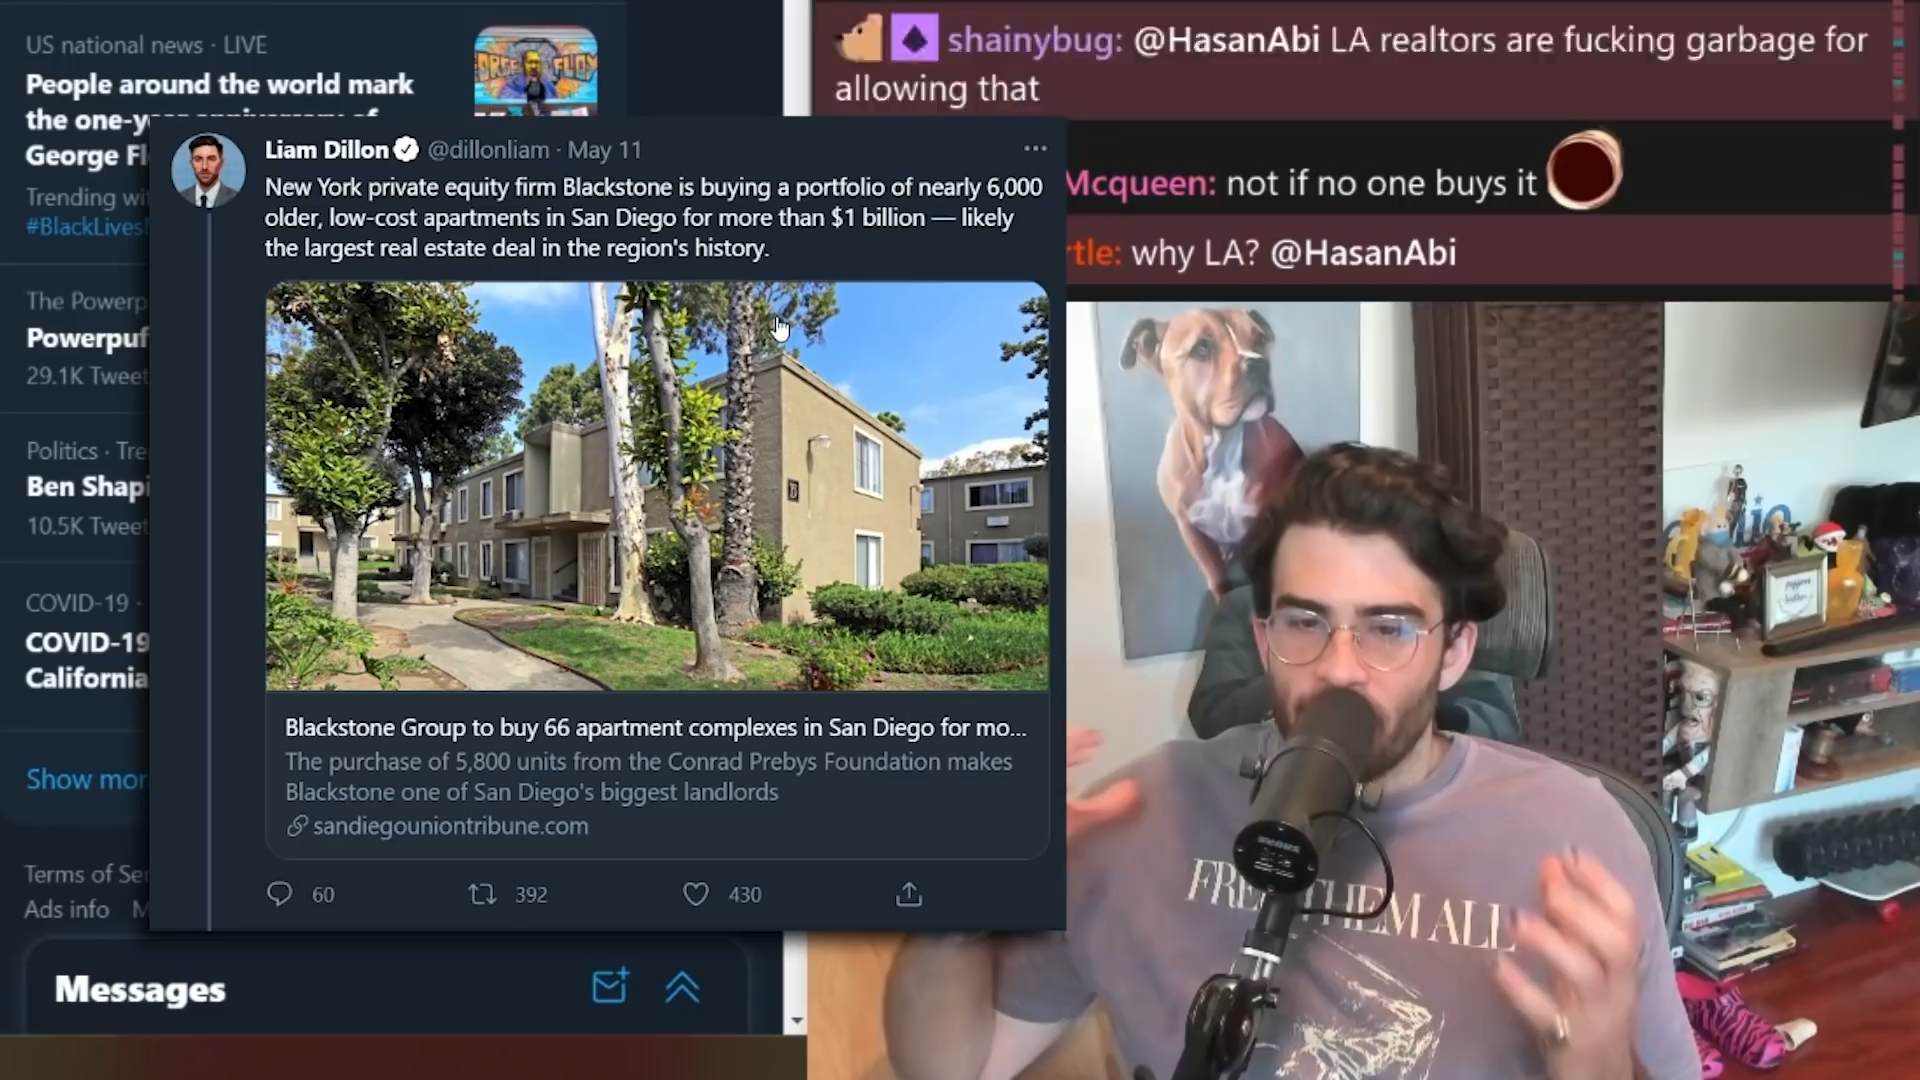 US national news · LIVE
People around the world mark
the one-year anniversary of
George Fl
Trending wi
#BlackLives
The Powerp
Powerpuf
29.1K Tweet
Politics · Tre
Ben Shapi
10.5K Tweet
COVID-19 ·
COVID-19
California
Show mor
Terms of Ser
Ads info M
Messages
Liam Dillon @dillonliam · May 11
New York private equity firm Blackstone is buying a portfolio of nearly 6,000
older, low-cost apartments in San Diego for more than $1 billion — likely
the largest real estate deal in the region's history.
Blackstone Group to buy 66 apartment complexes in San Diego for mo...
The purchase of 5,800 units from the Conrad Prebys Foundation makes
Blackstone one of San Diego's biggest landlords
sandiegouniontribune.com
60 392 430
shainybug: @HasanAbi LA realtors are fucking garbage for
allowing that
Mcqueen: not if no one buys it
rtle: why LA? @HasanAbi
FREE THEM ALL